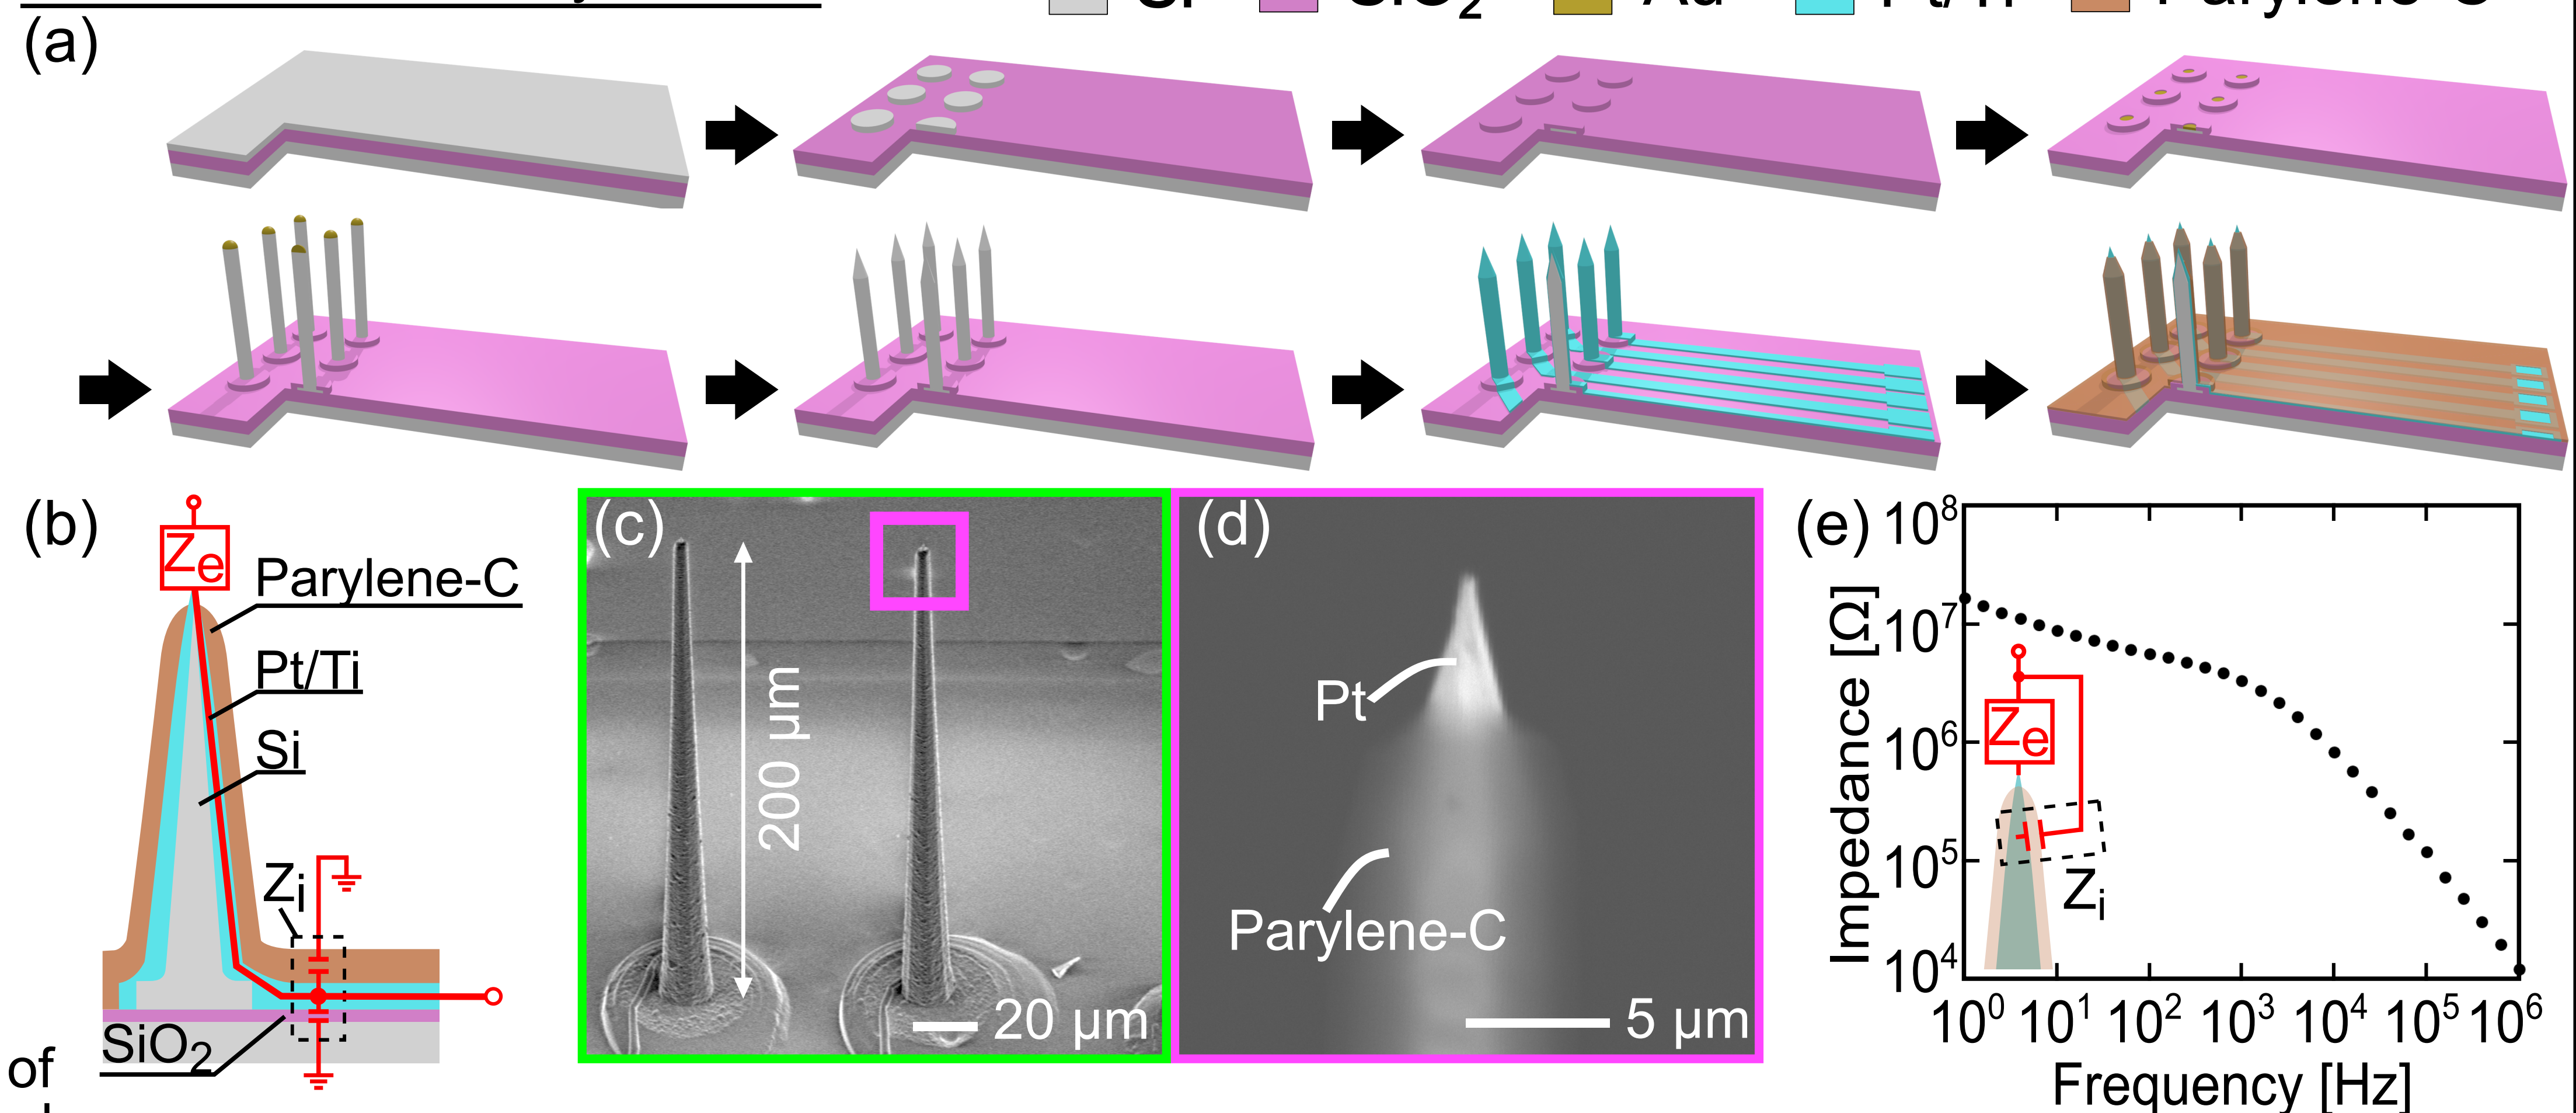 (a)
(b)
Ze
Parylene-C
Pt/Ti
Si
Zi
SiO2
of
(c)
200 µm
20 µm
(d)
Pt
Parylene-C
5 µm
(e)
Impedance [Ω]
10^8
10^7
10^6
10^5
10^4
Ze
Zi
10^0 10^1 10^2 10^3 10^4 10^5 10^6
Frequency [Hz]